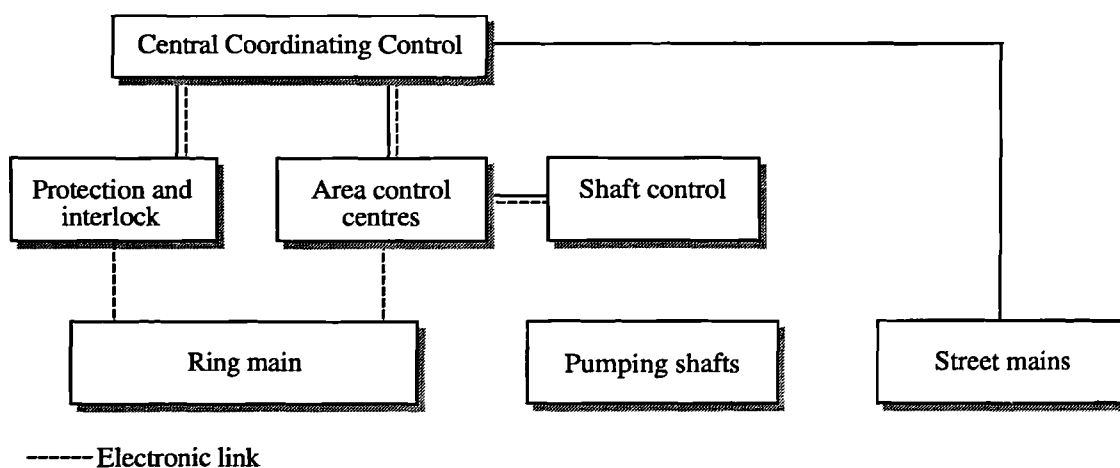 Central Coordinating Control
Protection and
interlock
Area control
centres
Shaft control
Ring main
Pumping shafts
Street mains
Electronic link